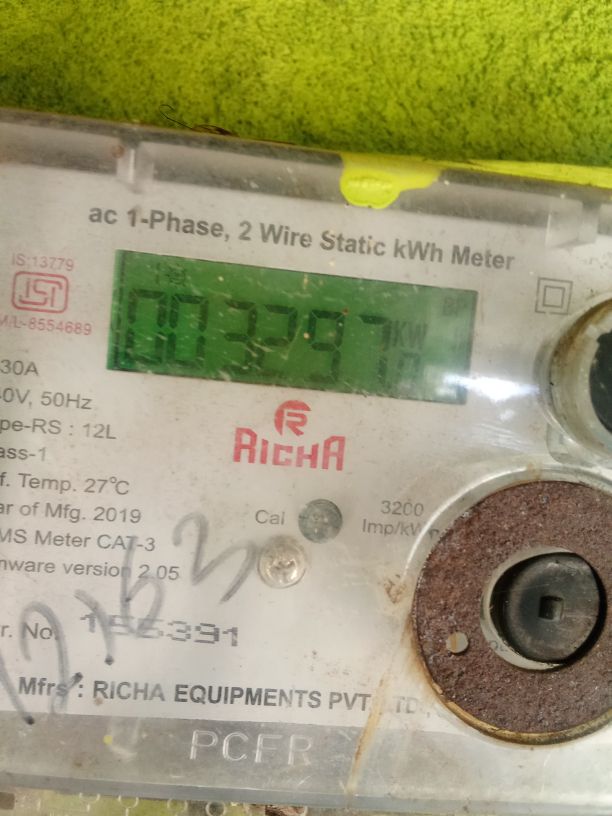 ac 1-Phase, 2 Wire Static kWh Meter
IS:13779
ISI
M/L-8554689
003297
KW
30A
40V, 50Hz
pe-RS : 12L
ass-1
f. Temp. 27°C
ar of Mfg. 2019
MS Meter CAT-3
mware version 2.05
R
RICHA
Cal
3200
Imp/kW
r. No. 155391
Mfrs : RICHA EQUIPMENTS PVT LTD.